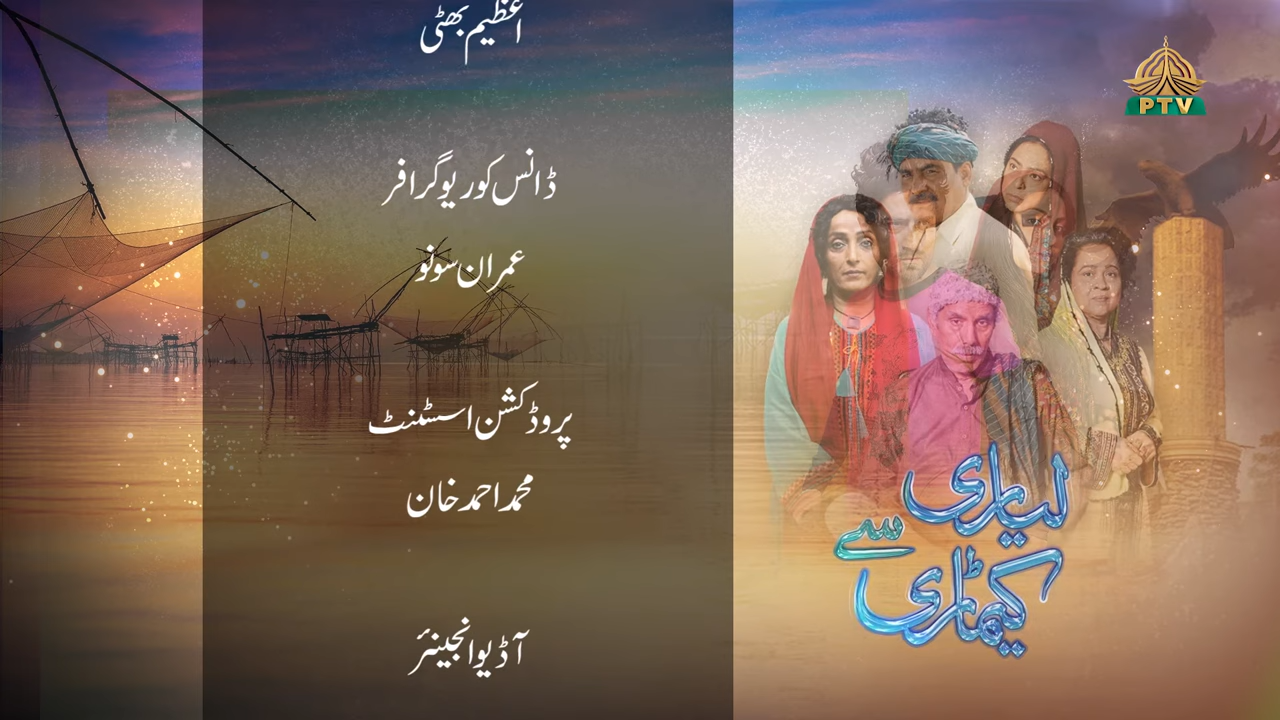 اعظیم بھٹی
ڈانس کوریوگرافر
عمران سونو
پروڈکشن اسسٹنٹ
محمد احمد خان
آڈیو انجینئر
PTV
لیاری
سے
کیماڑی